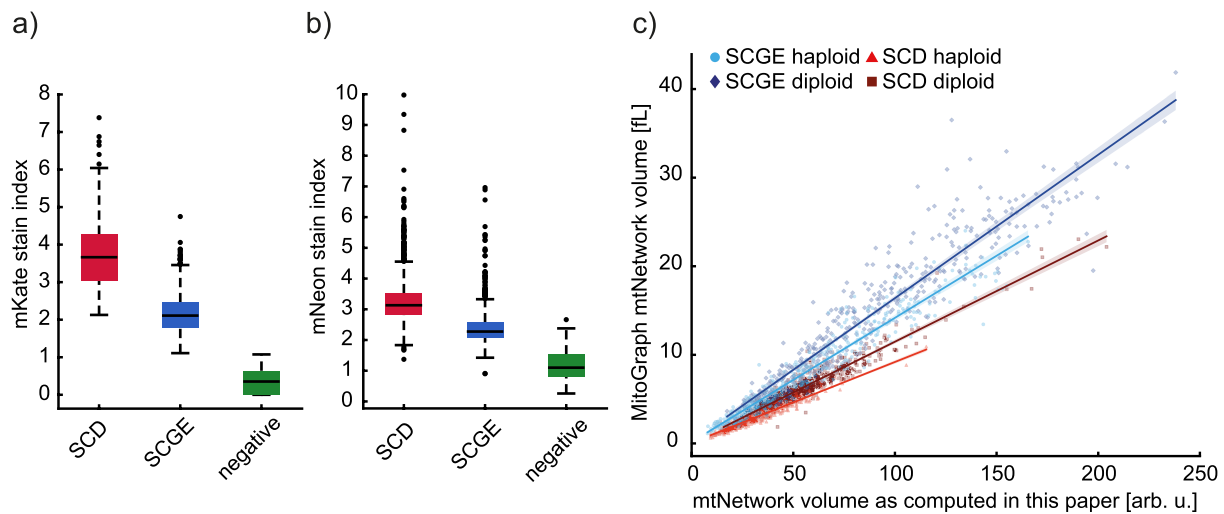 a)
mKate stain index
8
7
6
5
4
3
2
1
0
SCD
SCGE
negative
b)
mNeon stain index
10
9
8
7
6
5
4
3
2
1
0
SCD
SCGE
negative
c)
SCGE haploid SCD haploid
SCGE diploid SCD diploid
MitoGraph mtNetwork volume [fL]
40
30
20
10
0
0 50 100 150 200 250
mtNetwork volume as computed in this paper [arb. u.]